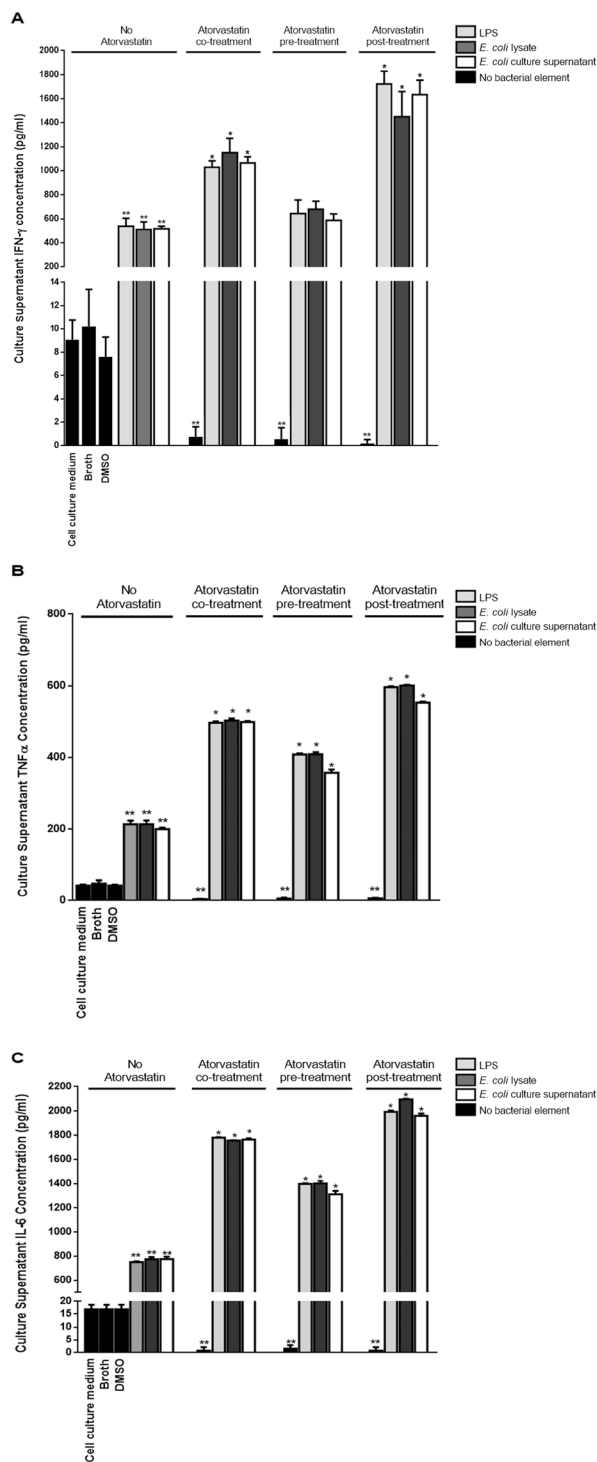 A
No
Atorvastatin
Atorvastatin
co-treatment
Atorvastatin
pre-treatment
Atorvastatin
post-treatment
LPS
E. coli lysate
E. coli culture supernatant
No bacterial element
Culture supernatant IFN-γ concentration (pg/ml)
2000
1800
1600
1400
1200
1000
800
600
400
200
14
12
10
8
6
4
2
0
** ** **
** * * *
**
** * * *
Cell culture medium
Broth
DMSO
B
No
Atorvastatin
Atorvastatin
co-treatment
Atorvastatin
pre-treatment
Atorvastatin
post-treatment
LPS
E. coli lysate
E. coli culture supernatant
No bacterial element
Culture Supernatant TNFα Concentration (pg/ml)
800
600
400
200
0
** ** **
** * * *
** * * *
** * * *
Cell culture medium
Broth
DMSO
C
No
Atorvastatin
Atorvastatin
co-treatment
Atorvastatin
pre-treatment
Atorvastatin
post-treatment
LPS
E. coli lysate
E. coli culture supernatant
No bacterial element
Culture Supernatant IL-6 Concentration (pg/ml)
2200
2000
1800
1600
1400
1200
1000
800
600
20
15
10
5
0
** ** **
** * * *
** * * *
** * * *
Cell culture medium
Broth
DMSO